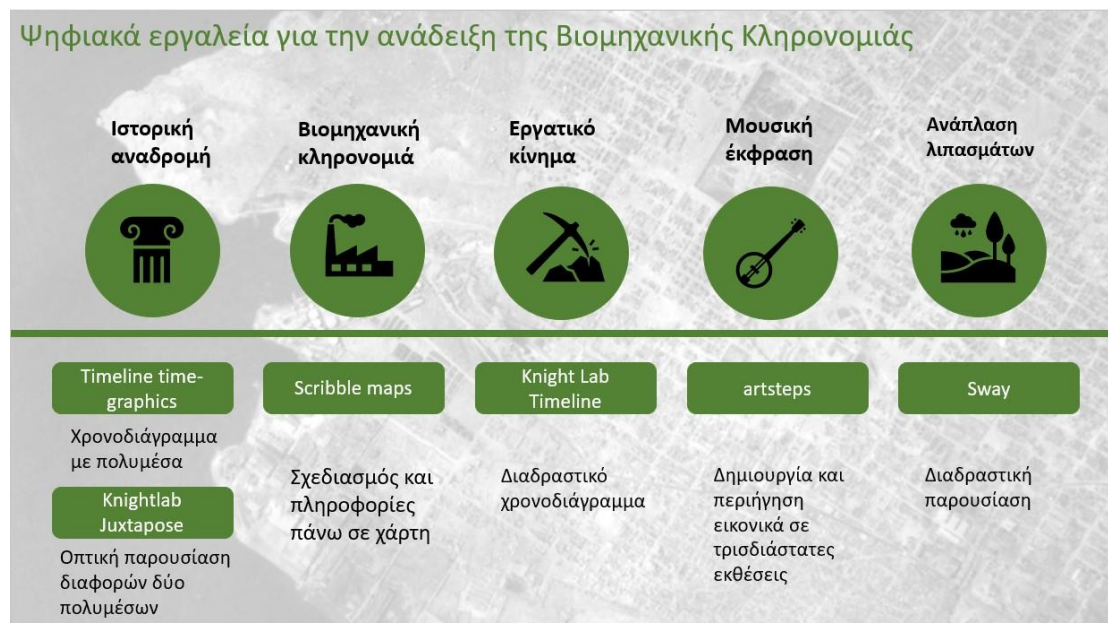 Ψηφιακά εργαλεία για την ανάδειξη της Βιομηχανικής Κληρονομιάς
Ιστορική
αναδρομή
Βιομηχανική
κληρονομιά
Εργατικό
κίνημα
Μουσική
έκφραση
Ανάπλαση
λιπασμάτων
Timeline time-
graphics
Χρονοδιάγραμμα
με πολυμέσα
Knightlab
Juxtapose
Οπτική παρουσίαση
διαφορών δύο
πολυμέσων
Scribble maps
Σχεδιασμός και
πληροφορίες
πάνω σε χάρτη
Knight Lab
Timeline
Διαδραστικό
χρονοδιάγραμμα
artsteps
Δημιουργία και
περιήγηση
εικονικά σε
τρισδιάστατες
εκθέσεις
Sway
Διαδραστική
παρουσίαση